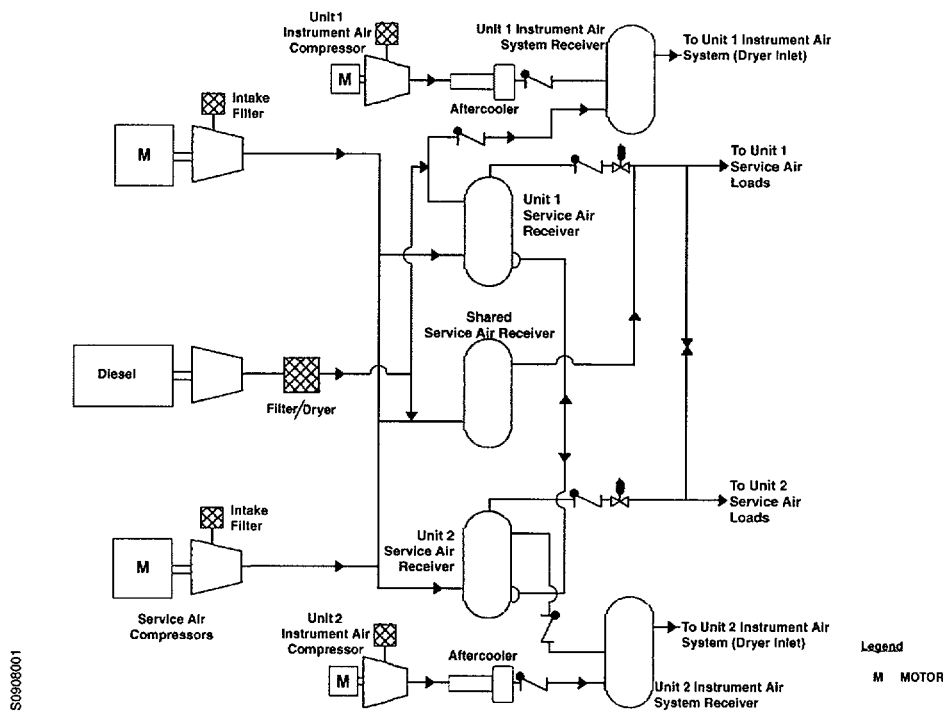 Unit 1
Instrument Air
Compressor
M
Unit 1 Instrument Air
System Receiver
To Unit 1 Instrument Air
System (Dryer Inlet)
Aftercooler
Intake
Filter
M
To Unit 1
Service Air
Loads
Unit 1
Service Air
Receiver
Shared
Service Air Receiver
Diesel
Filter/Dryer
To Unit 2
Service Air
Loads
Intake
Filter
Unit 2
Service Air
Receiver
M
Service Air
Compressors
Unit 2
Instrument Air
Compressor
M
Aftercooler
To Unit 2 Instrument Air
System (Dryer Inlet)
Unit 2 Instrument Air
System Receiver
Legend
M MOTOR
S0908001